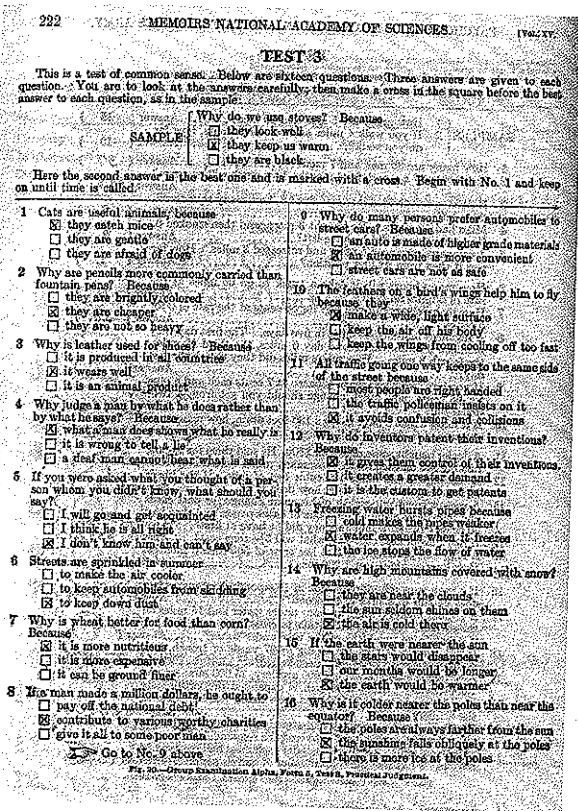 222 MEMOIRS NATIONAL ACADEMY OF SCIENCES. [VOL. XV,
TEST 3
This is a test of common sense. Below are sixteen questions. Three answers are given to each
question. You are to look at the answers carefully; then make a cross in the square before the best
answer to each question, as in the sample:
Why do we use stoves? Because
☐ they look well
SAMPLE ☒ they keep us warm
☐ they are black
Here the second answer is the best one and is marked with a cross. Begin with No. 1 and keep
on until time is called.
1 Cats are useful animals, because
☒ they catch mice
☐ they are gentle
☐ they are afraid of dogs
2 Why are pencils more commonly carried than
fountain pens? Because
☐ they are brightly colored
☒ they are cheaper
☐ they are not so heavy
3 Why is leather used for shoes? Because
☐ it is produced in all countries
☒ it wears well
☐ it is an animal product
4 Why judge a man by what he does rather than
by what he says? Because
☒ what a man does shows what he really is
☐ it is wrong to tell a lie
☐ a deaf man cannot hear what is said
5 If you were asked what you thought of a per-
son whom you didn't know, what should you
say?
☐ I will go and get acquainted
☐ I think he is all right
☒ I don't know him and can't say
6 Streets are sprinkled in summer
☐ to make the air cooler
☐ to keep automobiles from skidding
☒ to keep down dust
7 Why is wheat better for food than corn?
Because
☒ it is more nutritious
☐ it is more expensive
☐ it can be ground finer
8 If a man made a million dollars, he ought to
☐ pay off the national debt
☒ contribute to various worthy charities
☐ give it all to some poor man
Go to No. 9 above
9 Why do many persons prefer automobiles to
street cars? Because
☐ an auto is made of higher grade materials
☒ an automobile is more convenient
☐ street cars are not as safe
10 The feathers on a bird's wings help him to fly
because they
☒ make a wide, light surface
☐ keep the air off his body
☐ keep the wings from cooling off too fast
11 All traffic going one way keeps to the same side
of the street because
☐ most people are right handed
☐ the traffic policeman insists on it
☒ it avoids confusion and collisions
12 Why do inventors patent their inventions?
Because
☒ it gives them control of their inventions
☐ it creates a greater demand
☐ it is the custom to get patents
13 Freezing water bursts pipes because
☐ cold makes the pipes weaker
☒ water expands when it freezes
☐ the ice stops the flow of water
14 Why are high mountains covered with snow?
Because
☐ they are near the clouds
☐ the sun seldom shines on them
☒ the air is cold there
15 If the earth were nearer the sun
☐ the stars would disappear
☐ our months would be longer
☒ the earth would be warmer
16 Why is it colder nearer the poles than near the
equator? Because
☐ the poles are always farther from the sun
☒ the sunshine falls obliquely at the poles
☐ there is more ice at the poles
Fig. 20.—Group Examination Alpha, Form 5, Test 3, Practical Judgment.